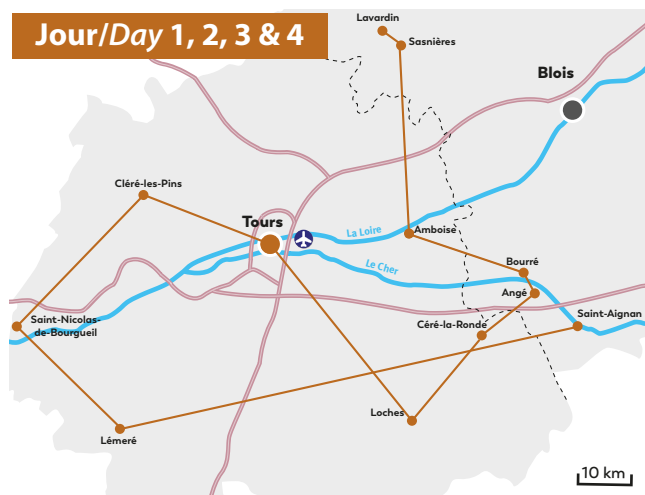 Jour/Day 1, 2, 3 & 4
Lavardin
Sasnières
Blois
Cléré-les-Pins
Tours
La Loire
Amboise
Le Cher
Bourré
Angé
Saint-Nicolas-
de-Bourgueil
Céré-la-Ronde
Saint-Aignan
Loches
Lémeré
10 km